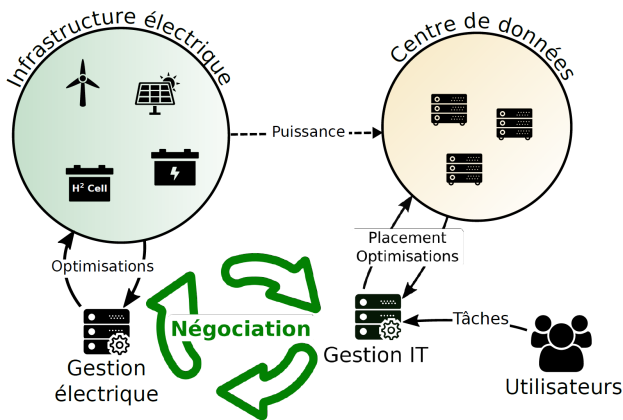 Infrastructure électrique
Centre de données
Puissance
H² Cell
Optimisations
Placement
Optimisations
Négociation
Tâches
Gestion
électrique
Gestion IT
Utilisateurs